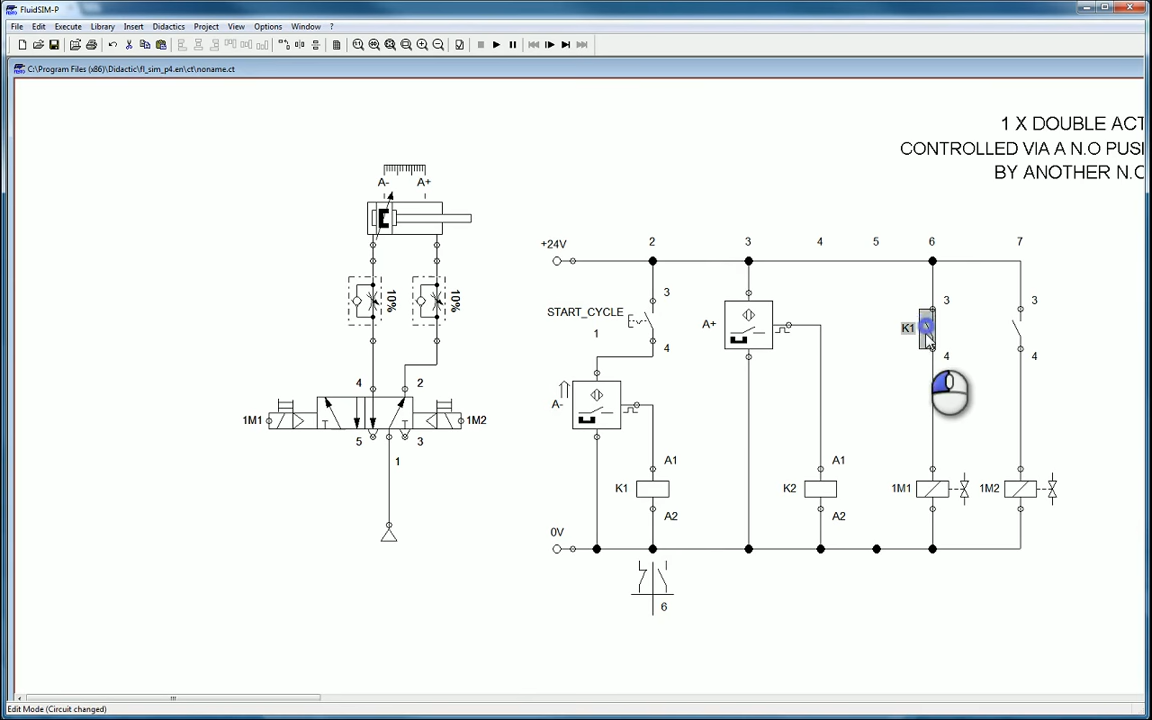 FluidSIM-P
File Edit Execute Library Insert Didactics Project View Options Window ?
C:\Program Files (x86)\Didactic\fl_sim_p4.en\ct\noname.ct
1 X DOUBLE ACT
CONTROLLED VIA A N.O PUSI
BY ANOTHER N.O
A- A+
10% 10%
4 2
1M1 1M2
5 3
1
+24V 2 3 4 5 6 7
3 3 3
START_CYCLE
1
A+
K1
4 4 4
A-
A1 A1
K1 K2 1M1 1M2
A2 A2
0V
6
Edit Mode (Circuit changed)